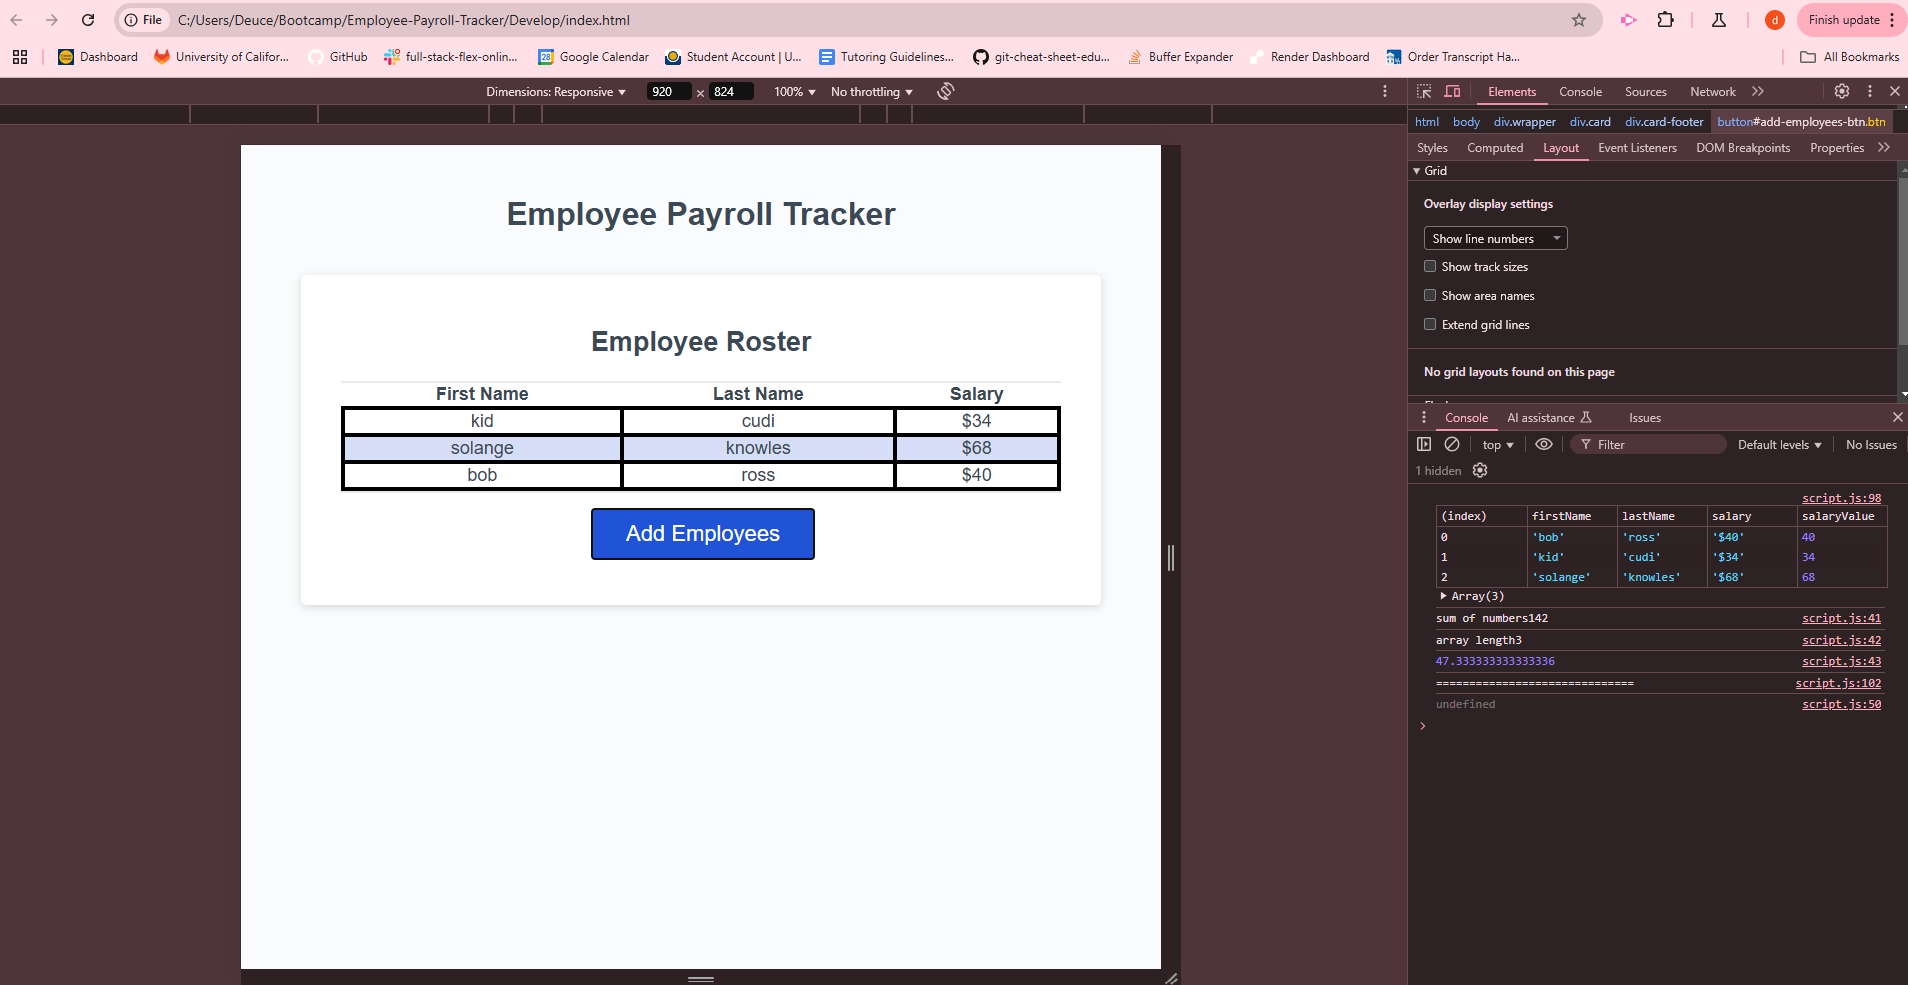 File C:/Users/Deuce/Bootcamp/Employee-Payroll-Tracker/Develop/index.html d Finish update
Dashboard University of Califor... GitHub full-stack-flex-onlin... 28 Google Calendar Student Account | U... Tutoring Guidelines... git-cheat-sheet-edu... Buffer Expander Render Dashboard Order Transcript Ha... All Bookmarks
Dimensions: Responsive 920 × 824 100% No throttling
Employee Payroll Tracker
Employee Roster
First Name Last Name Salary
kid cudi $34
solange knowles $68
bob ross $40
Add Employees
Elements Console Sources Network
html body div.wrapper div.card div.card-footer button#add-employees-btn.btn
Styles Computed Layout Event Listeners DOM Breakpoints Properties
Grid
Overlay display settings
Show line numbers
Show track sizes
Show area names
Extend grid lines
No grid layouts found on this page
Console AI assistance Issues
top Filter Default levels No Issues
1 hidden
script.js:98
(index) firstName lastName salary salaryValue
0 'bob' 'ross' '$40' 40
1 'kid' 'cudi' '$34' 34
2 'solange' 'knowles' '$68' 68
Array(3)
sum of numbers142 script.js:41
array length3 script.js:42
47.333333333333336 script.js:43
============================== script.js:102
undefined script.js:50